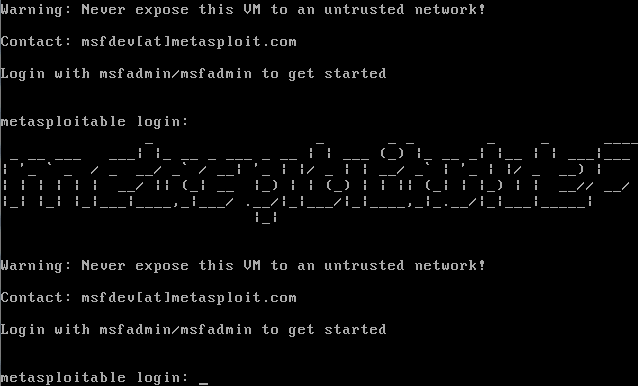 Warning: Never expose this VM to an untrusted network!
Contact: msfdev[at]metasploit.com
Login with msfadmin/msfadmin to get started
metasploitable login:
metasploitable2
Warning: Never expose this VM to an untrusted network!
Contact: msfdev[at]metasploit.com
Login with msfadmin/msfadmin to get started
metasploitable login: _